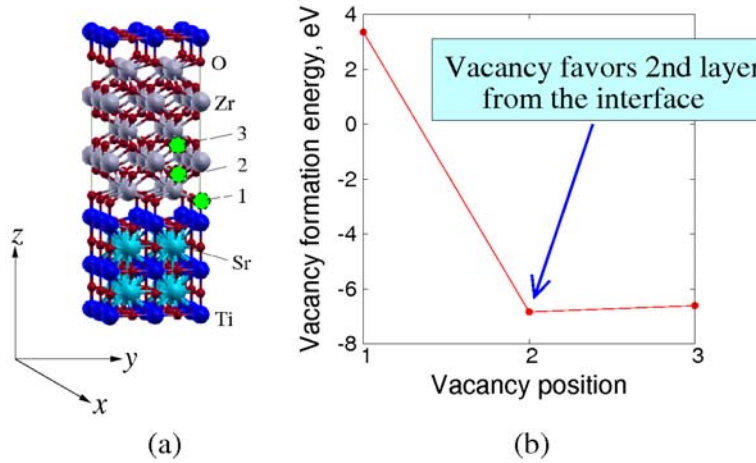 O
Zr
3
2
1
Sr
Ti
z
y
x
(a)
Vacancy formation energy, eV
4
2
0
-2
-4
-6
-8
Vacancy favors 2nd layer
from the interface
1 2 3
Vacancy position
(b)